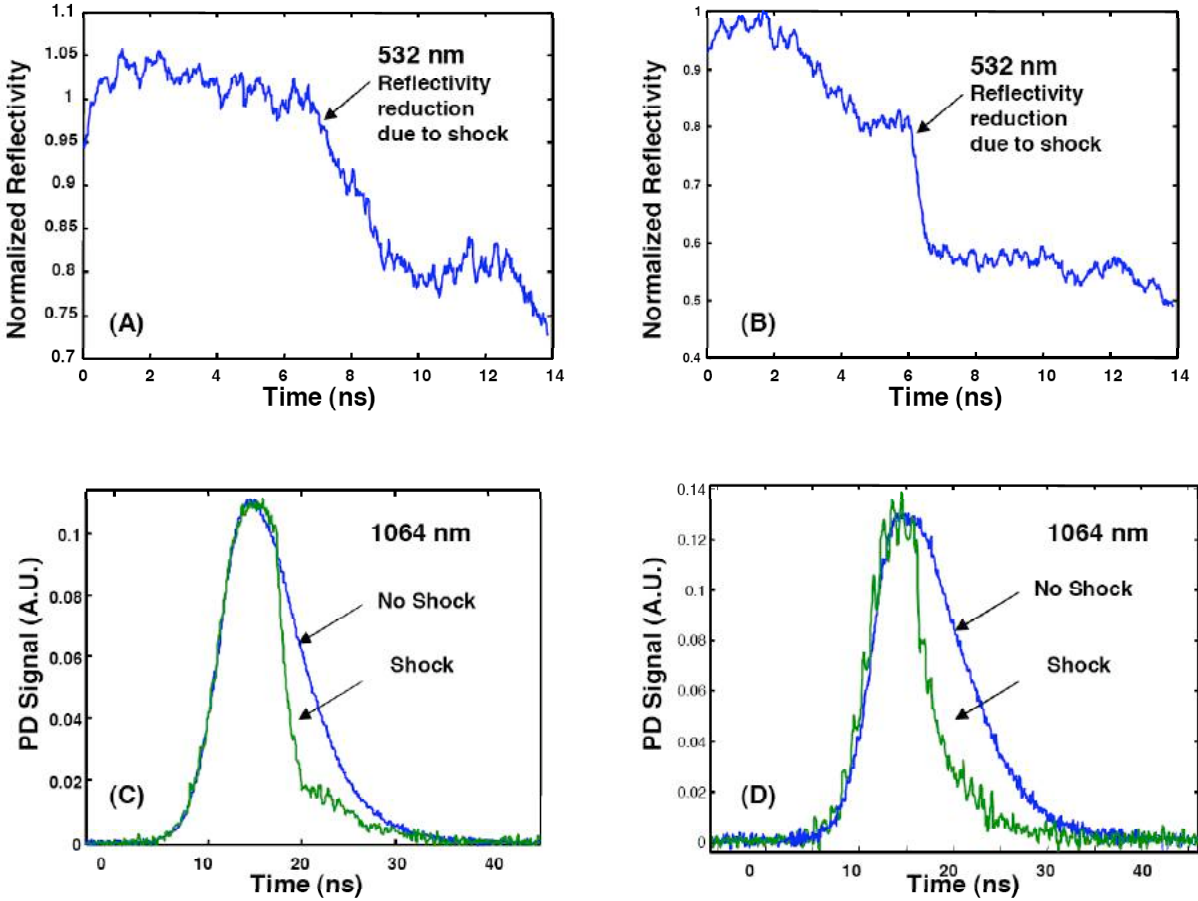 1.1
1.05
1
0.95
0.9
0.85
0.8
0.75
0.7
Normalized Reflectivity
532 nm
Reflectivity
reduction
due to shock
(A)
0 2 4 6 8 10 12 14
Time (ns)
1
0.9
0.8
0.7
0.6
0.5
0.4
Normalized Reflectivity
532 nm
Reflectivity
reduction
due to shock
(B)
0 2 4 6 8 10 12 14
Time (ns)
0.1
0.08
0.06
0.04
0.02
0
PD Signal (A.U.)
1064 nm
No Shock
Shock
(C)
0 10 20 30 40
Time (ns)
0.14
0.12
0.1
0.08
0.06
0.04
0.02
0
PD Signal (A.U.)
1064 nm
No Shock
Shock
(D)
0 10 20 30 40
Time (ns)